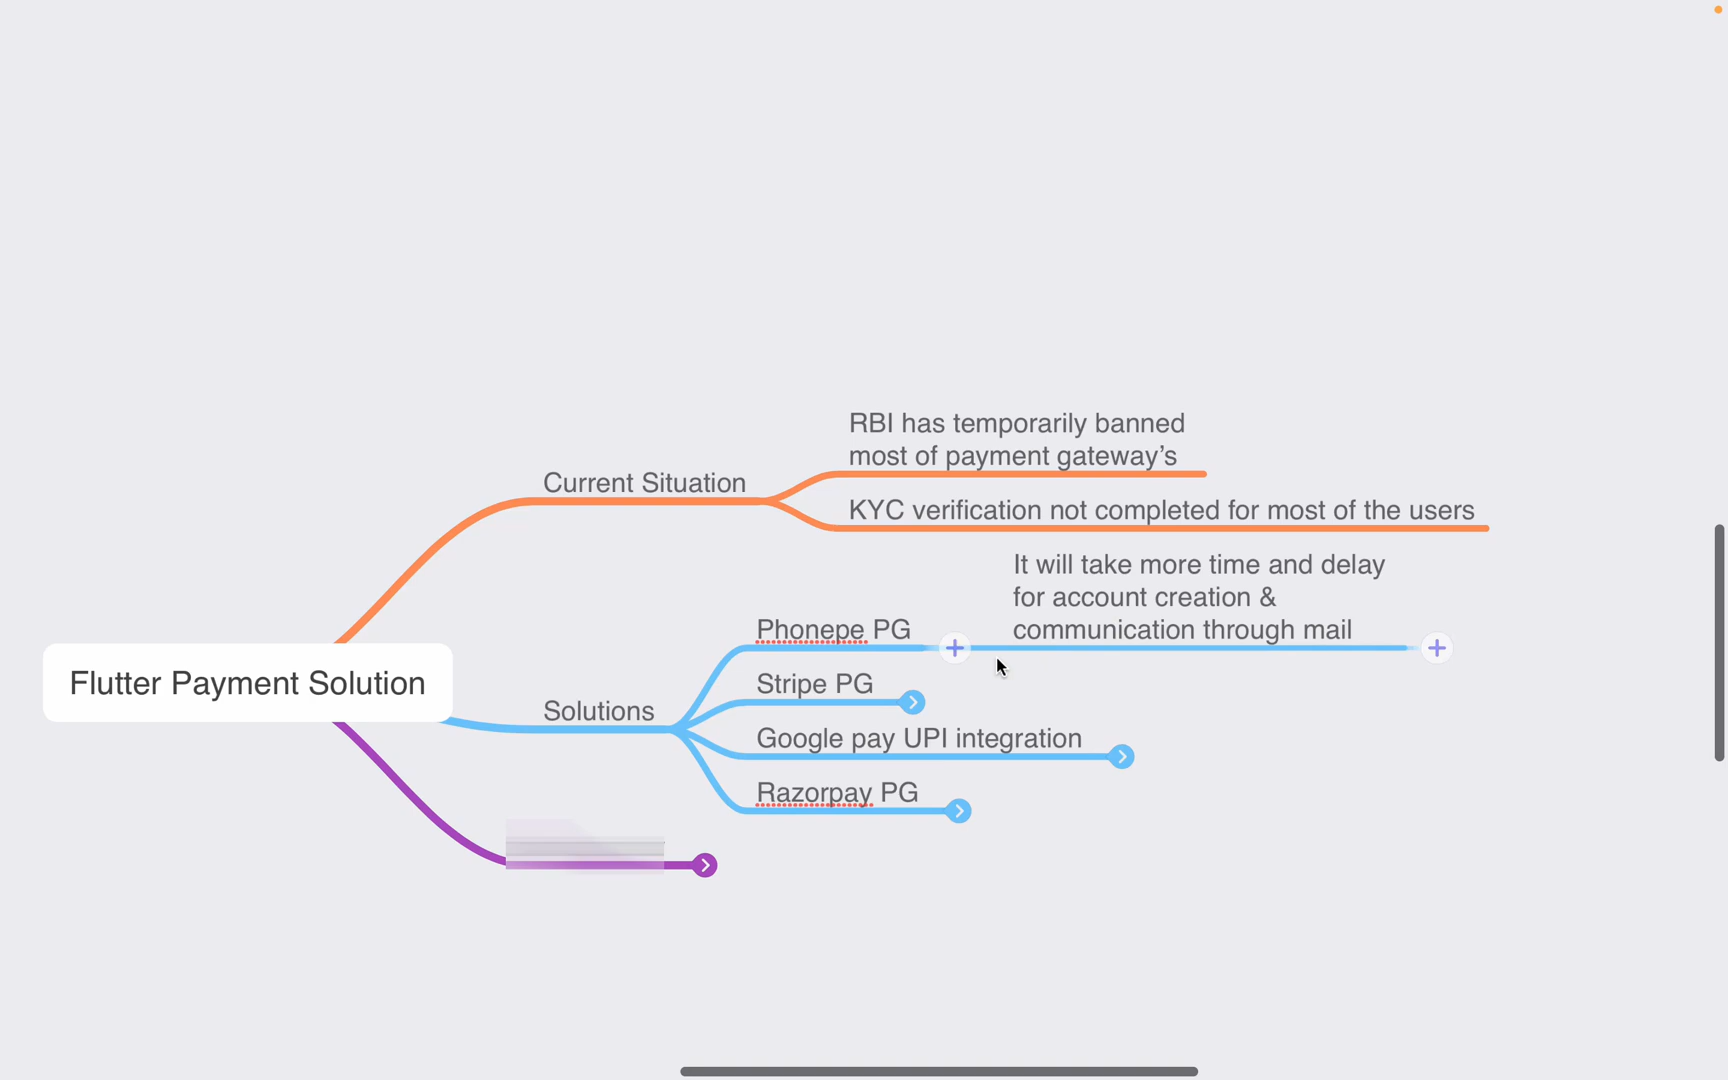 RBI has temporarily banned
most of payment gateway’s
Current Situation
KYC verification not completed for most of the users
It will take more time and delay
for account creation &
communication through mail
Phonepe PG
Flutter Payment Solution
Stripe PG
Solutions
Google pay UPI integration
Razorpay PG